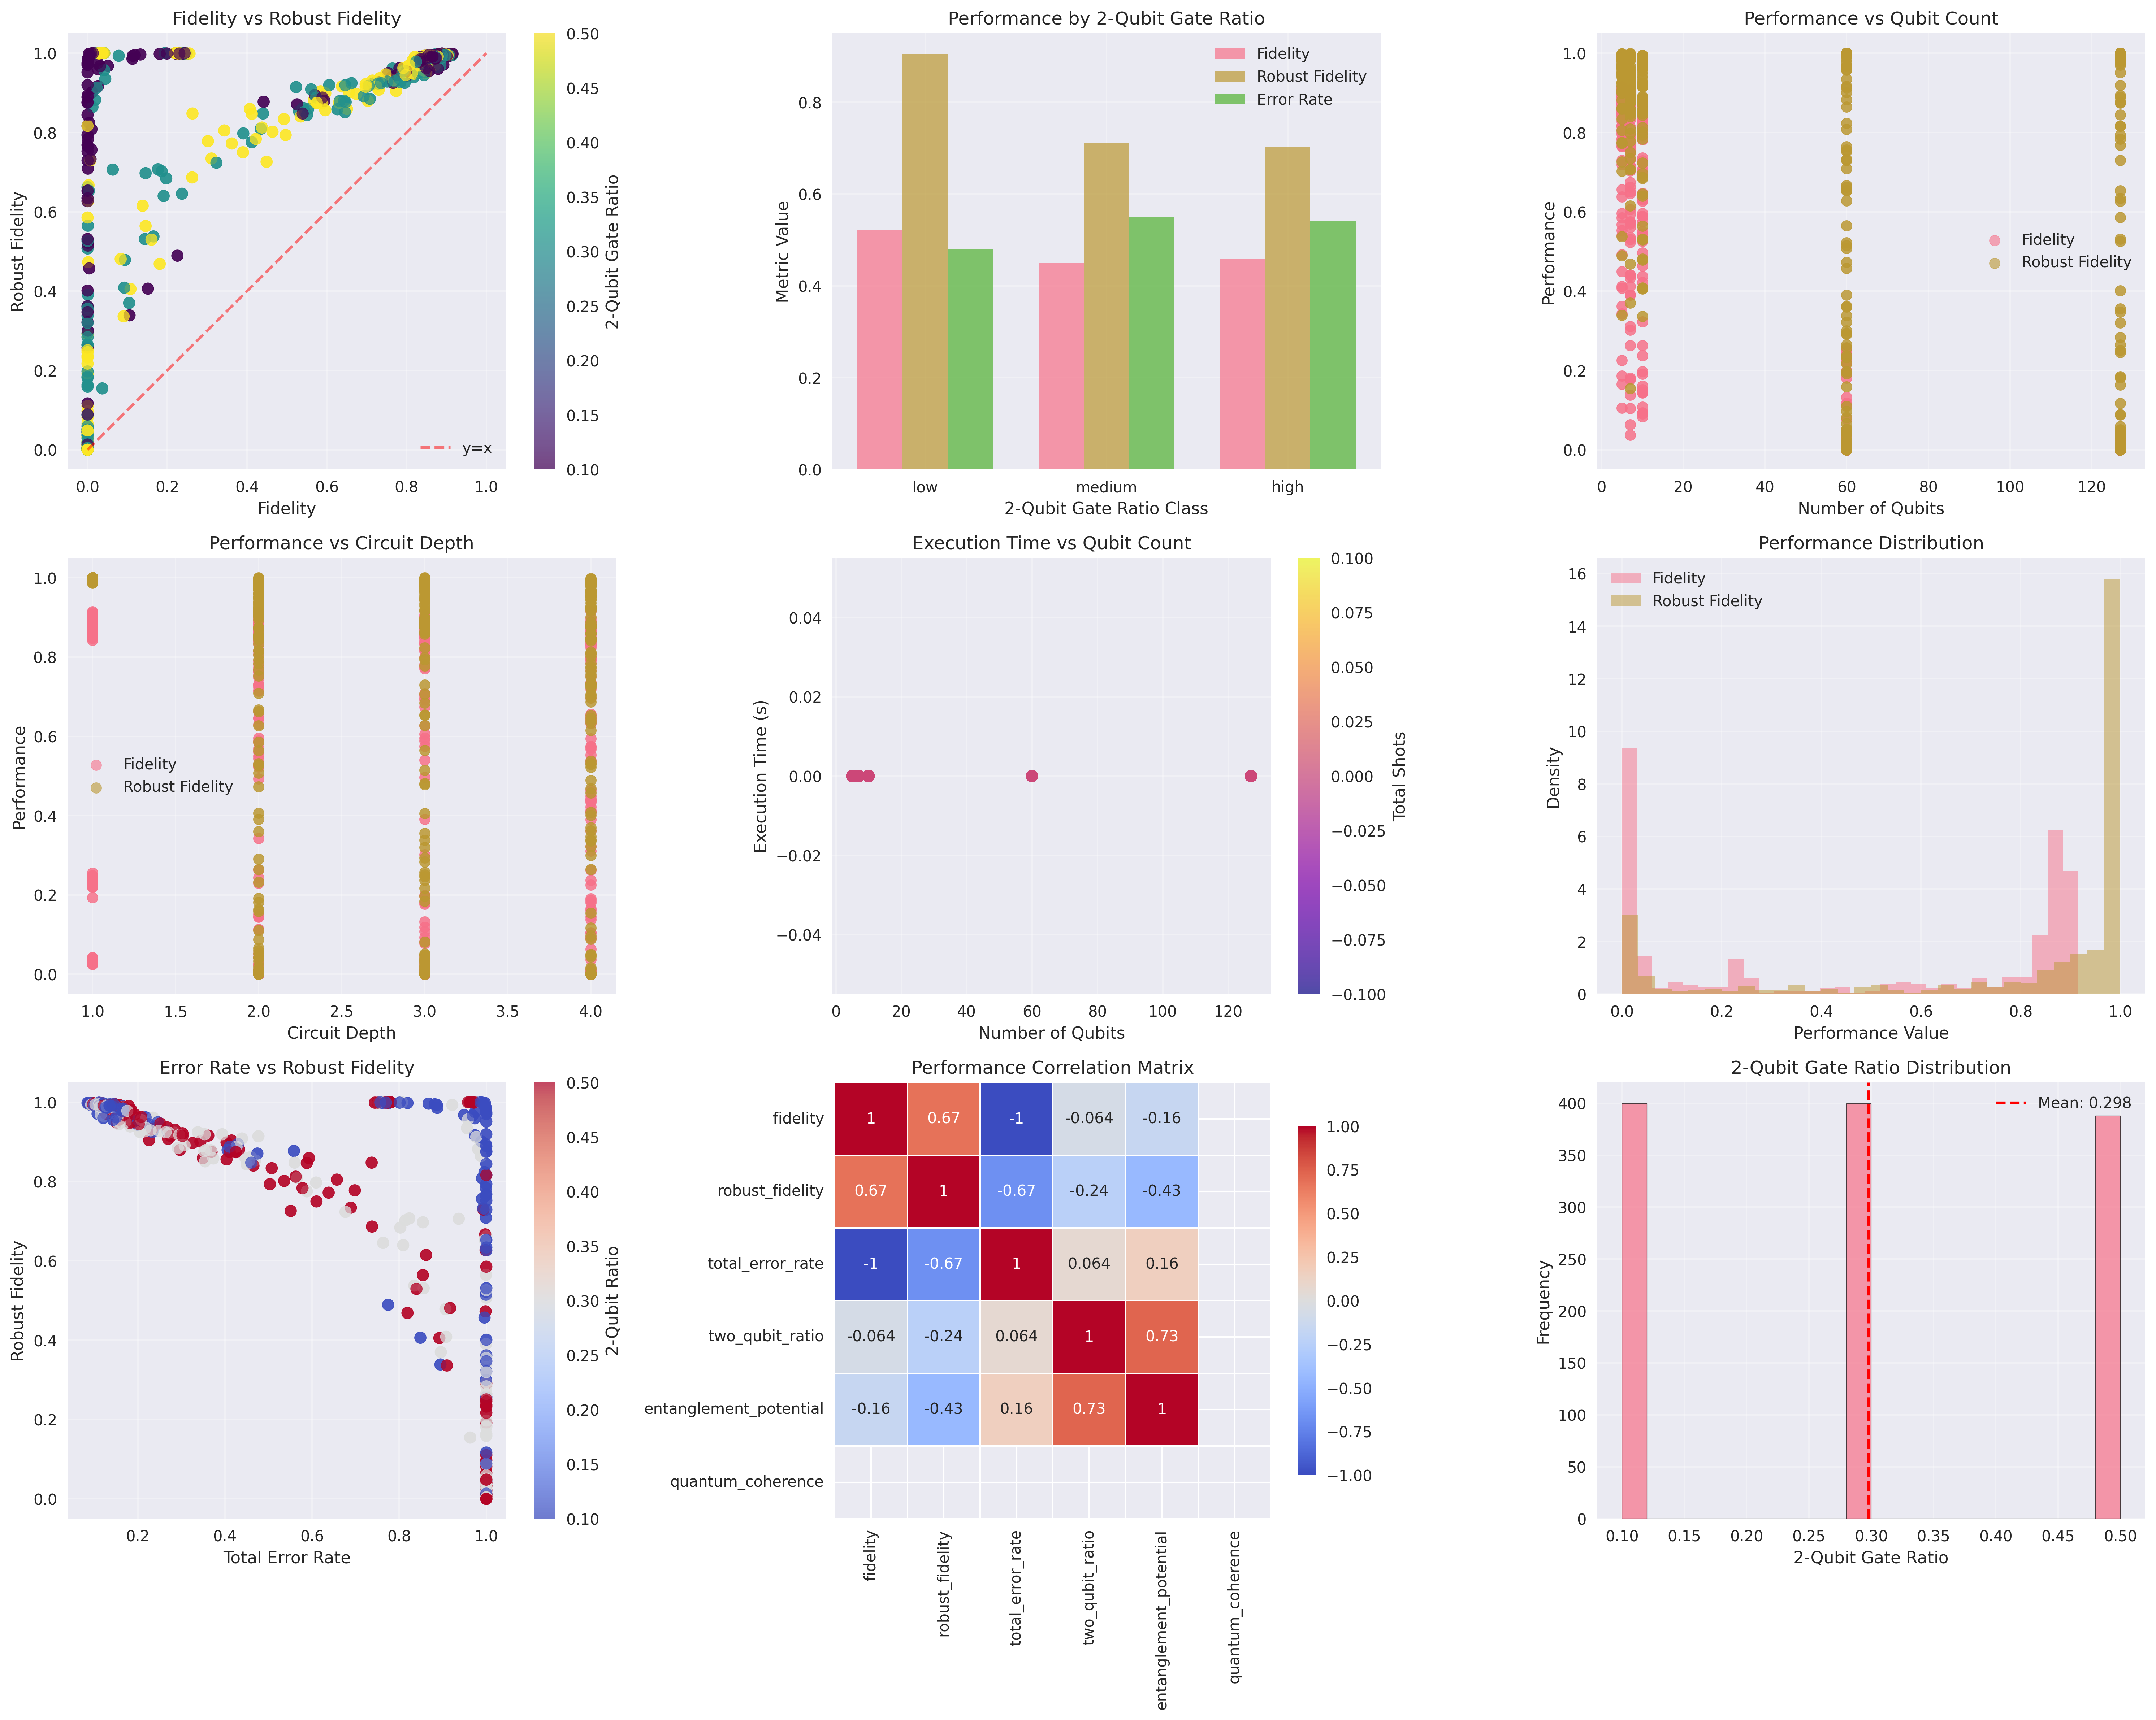 Fidelity vs Robust Fidelity
1.0
0.8
0.6
0.4
0.2
0.0
Robust Fidelity
0.0 0.2 0.4 0.6 0.8 1.0
Fidelity
y=x
0.50
0.45
0.40
0.35
0.30
0.25
0.20
0.15
0.10
2-Qubit Gate Ratio
Performance by 2-Qubit Gate Ratio
Fidelity
Robust Fidelity
Error Rate
0.8
0.6
0.4
0.2
0.0
Metric Value
low medium high
2-Qubit Gate Ratio Class
Performance vs Qubit Count
1.0
0.8
0.6
0.4
0.2
0.0
Performance
Fidelity
Robust Fidelity
0 20 40 60 80 100 120
Number of Qubits
Performance vs Circuit Depth
1.0
0.8
0.6
0.4
0.2
0.0
Performance
Fidelity
Robust Fidelity
1.0 1.5 2.0 2.5 3.0 3.5 4.0
Circuit Depth
Execution Time vs Qubit Count
0.04
0.02
0.00
−0.02
−0.04
Execution Time (s)
0 20 40 60 80 100 120
Number of Qubits
0.100
0.075
0.050
0.025
0.000
−0.025
−0.050
−0.075
−0.100
Total Shots
Performance Distribution
Fidelity
Robust Fidelity
16
14
12
10
8
6
4
2
0
Density
0.0 0.2 0.4 0.6 0.8 1.0
Performance Value
Error Rate vs Robust Fidelity
1.0
0.8
0.6
0.4
0.2
0.0
Robust Fidelity
0.2 0.4 0.6 0.8 1.0
Total Error Rate
0.50
0.45
0.40
0.35
0.30
0.25
0.20
0.15
0.10
2-Qubit Ratio
Performance Correlation Matrix
fidelity 1 0.67 -1 -0.064 -0.16
robust_fidelity 0.67 1 -0.67 -0.24 -0.43
total_error_rate -1 -0.67 1 0.064 0.16
two_qubit_ratio -0.064 -0.24 0.064 1 0.73
entanglement_potential -0.16 -0.43 0.16 0.73 1
quantum_coherence
fidelity
robust_fidelity
total_error_rate
two_qubit_ratio
entanglement_potential
quantum_coherence
1.00
0.75
0.50
0.25
0.00
−0.25
−0.50
−0.75
−1.00
2-Qubit Gate Ratio Distribution
Mean: 0.298
400
350
300
250
200
150
100
50
0
Frequency
0.10 0.15 0.20 0.25 0.30 0.35 0.40 0.45 0.50
2-Qubit Gate Ratio